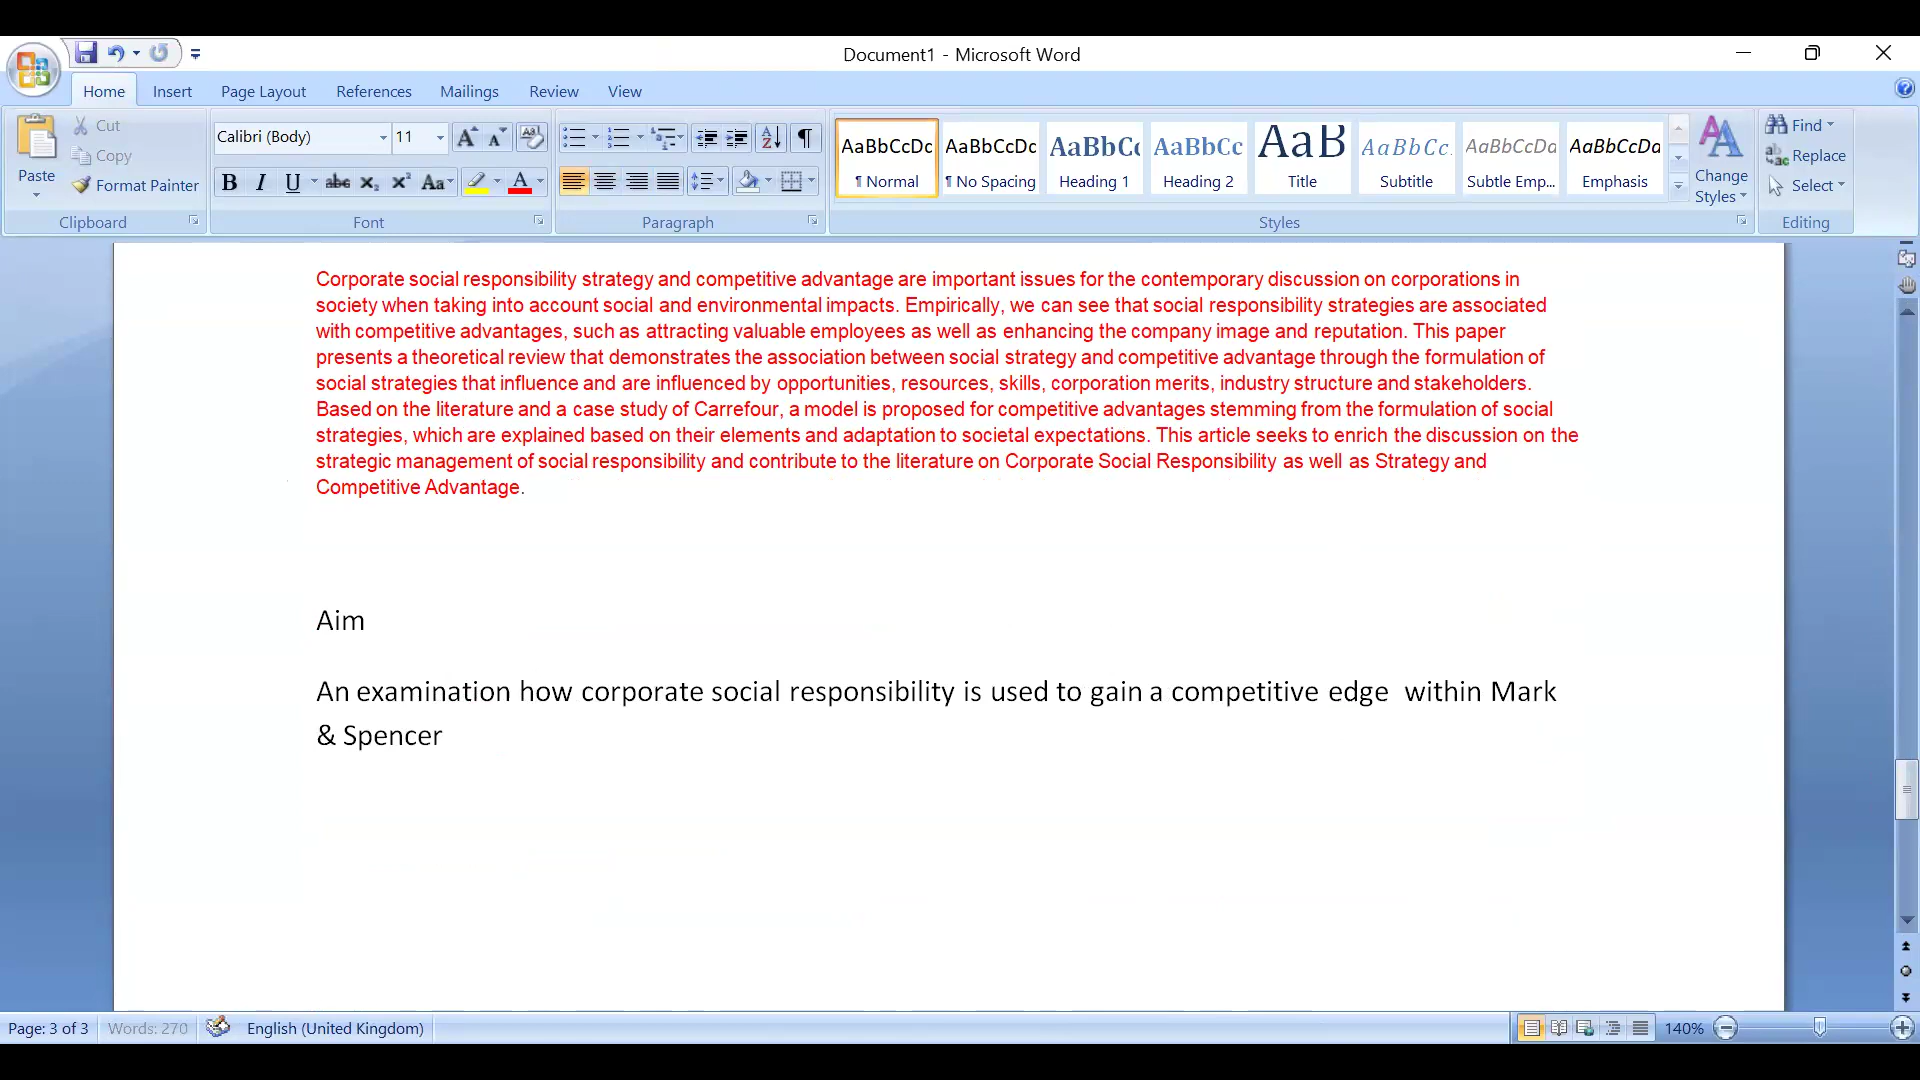 Document1 - Microsoft Word
Home Insert Page Layout References Mailings Review View
Paste
Cut
Copy
Format Painter
Clipboard
Calibri (Body) 11
B I U abc x₂ x² Aa
Font
Paragraph
AaBbCcDc AaBbCcDc AaBbCc AaBbCc AaB AaBbCc. AaBbCcDa AaBbCcDa
¶ Normal ¶ No Spacing Heading 1 Heading 2 Title Subtitle Subtle Emp... Emphasis
Change
Styles
Styles
Find
Replace
Select
Editing
Corporate social responsibility strategy and competitive advantage are important issues for the contemporary discussion on corporations in
society when taking into account social and environmental impacts. Empirically, we can see that social responsibility strategies are associated
with competitive advantages, such as attracting valuable employees as well as enhancing the company image and reputation. This paper
presents a theoretical review that demonstrates the association between social strategy and competitive advantage through the formulation of
social strategies that influence and are influenced by opportunities, resources, skills, corporation merits, industry structure and stakeholders.
Based on the literature and a case study of Carrefour, a model is proposed for competitive advantages stemming from the formulation of social
strategies, which are explained based on their elements and adaptation to societal expectations. This article seeks to enrich the discussion on the
strategic management of social responsibility and contribute to the literature on Corporate Social Responsibility as well as Strategy and
Competitive Advantage.
Aim
An examination how corporate social responsibility is used to gain a competitive edge  within Mark
& Spencer
Page: 3 of 3 Words: 270 English (United Kingdom) 140%